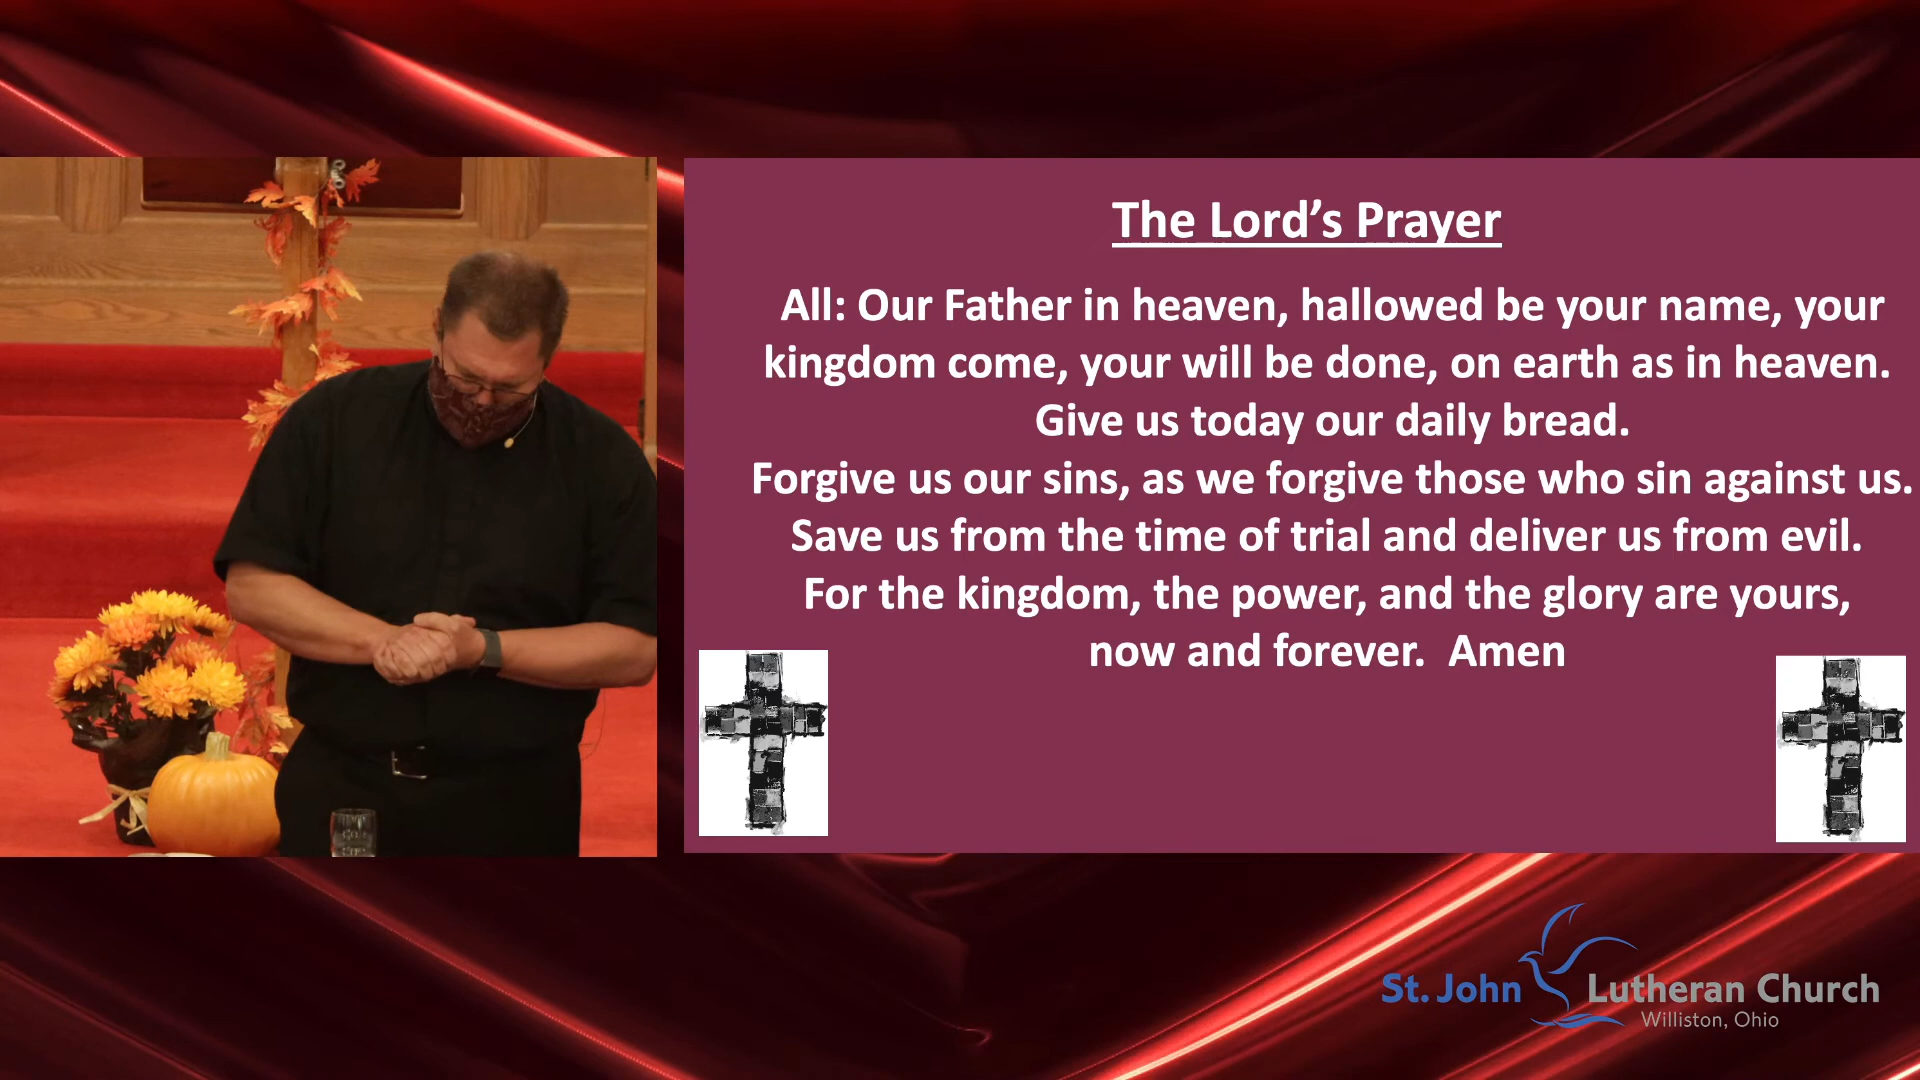 The Lord's Prayer
All: Our Father in heaven, hallowed be your name, your
kingdom come, your will be done, on earth as in heaven.
Give us today our daily bread.
Forgive us our sins, as we forgive those who sin against us.
Save us from the time of trial and deliver us from evil.
For the kingdom, the power, and the glory are yours,
now and forever.  Amen
St. John Lutheran Church
Williston, Ohio